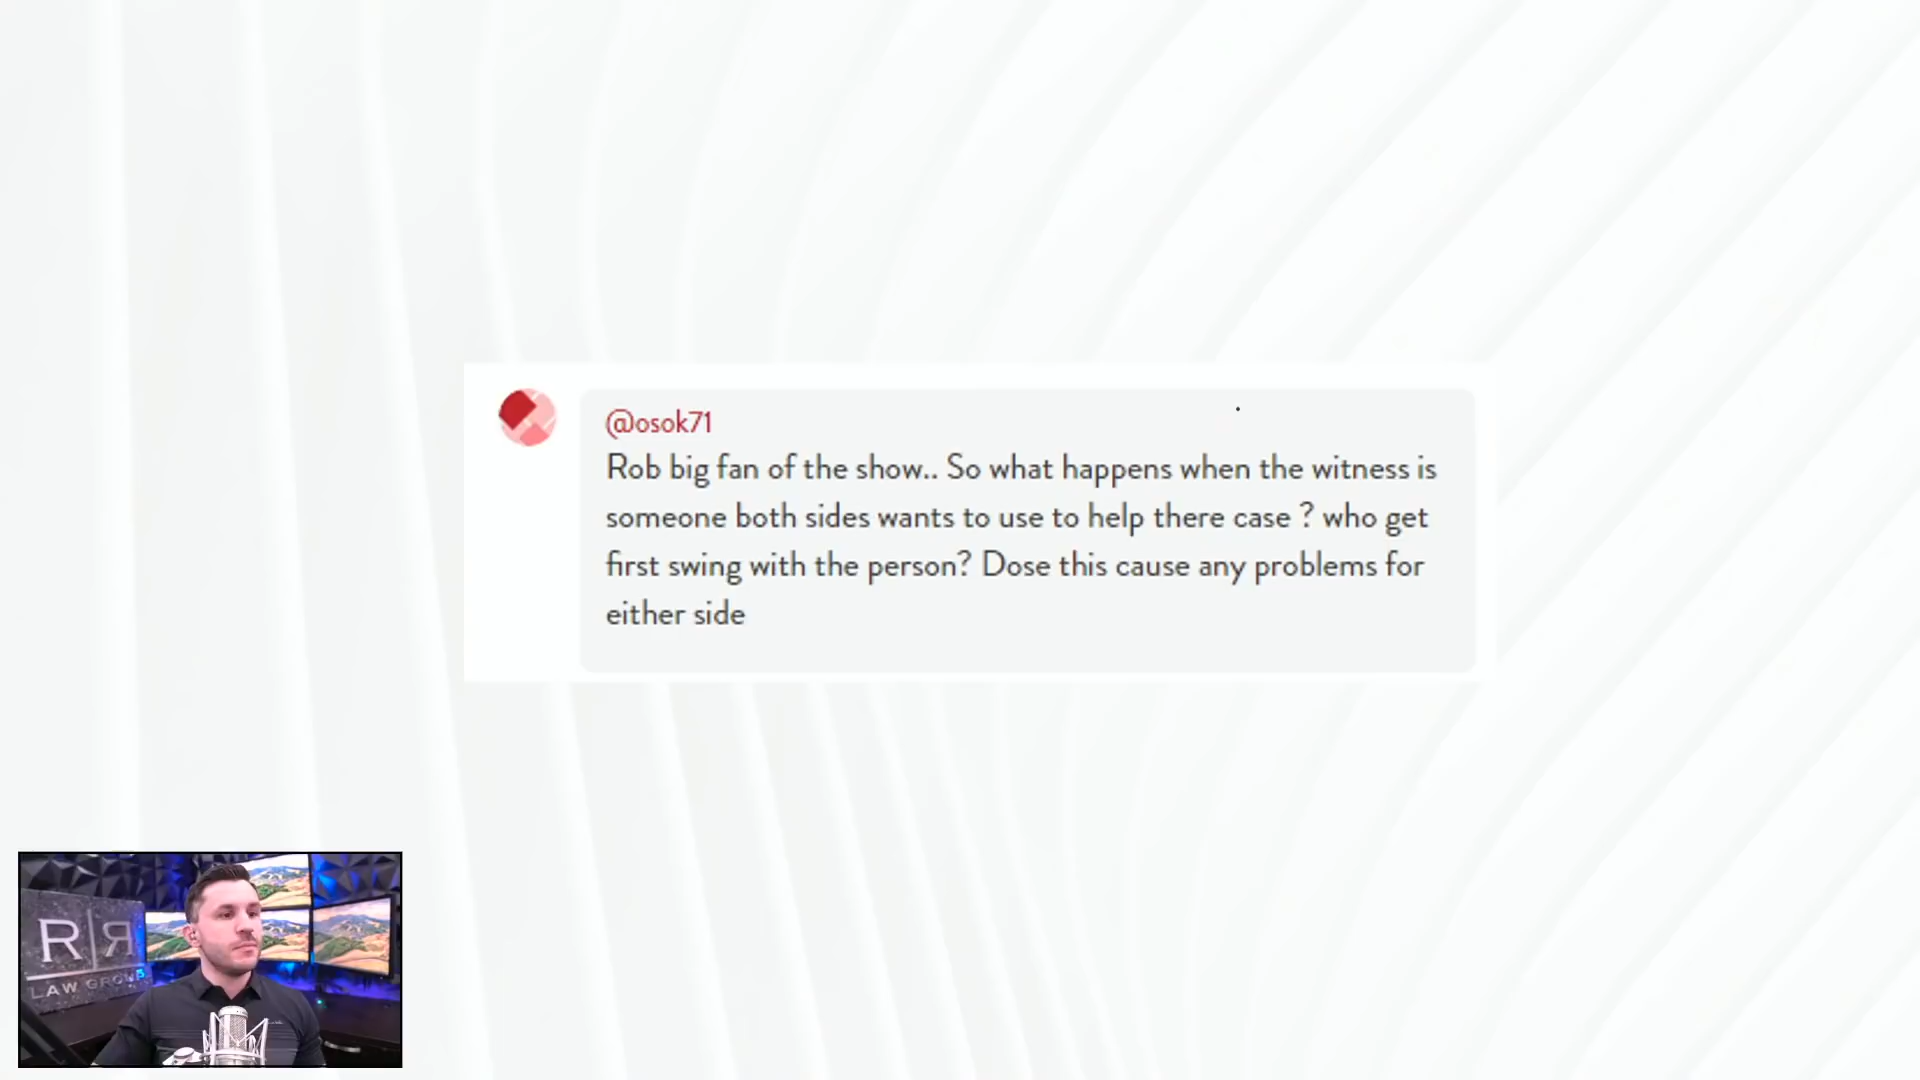 @osok71
Rob big fan of the show.. So what happens when the witness is
someone both sides wants to use to help there case ? who get
first swing with the person? Dose this cause any problems for
either side
R|Я
LAW GROUP